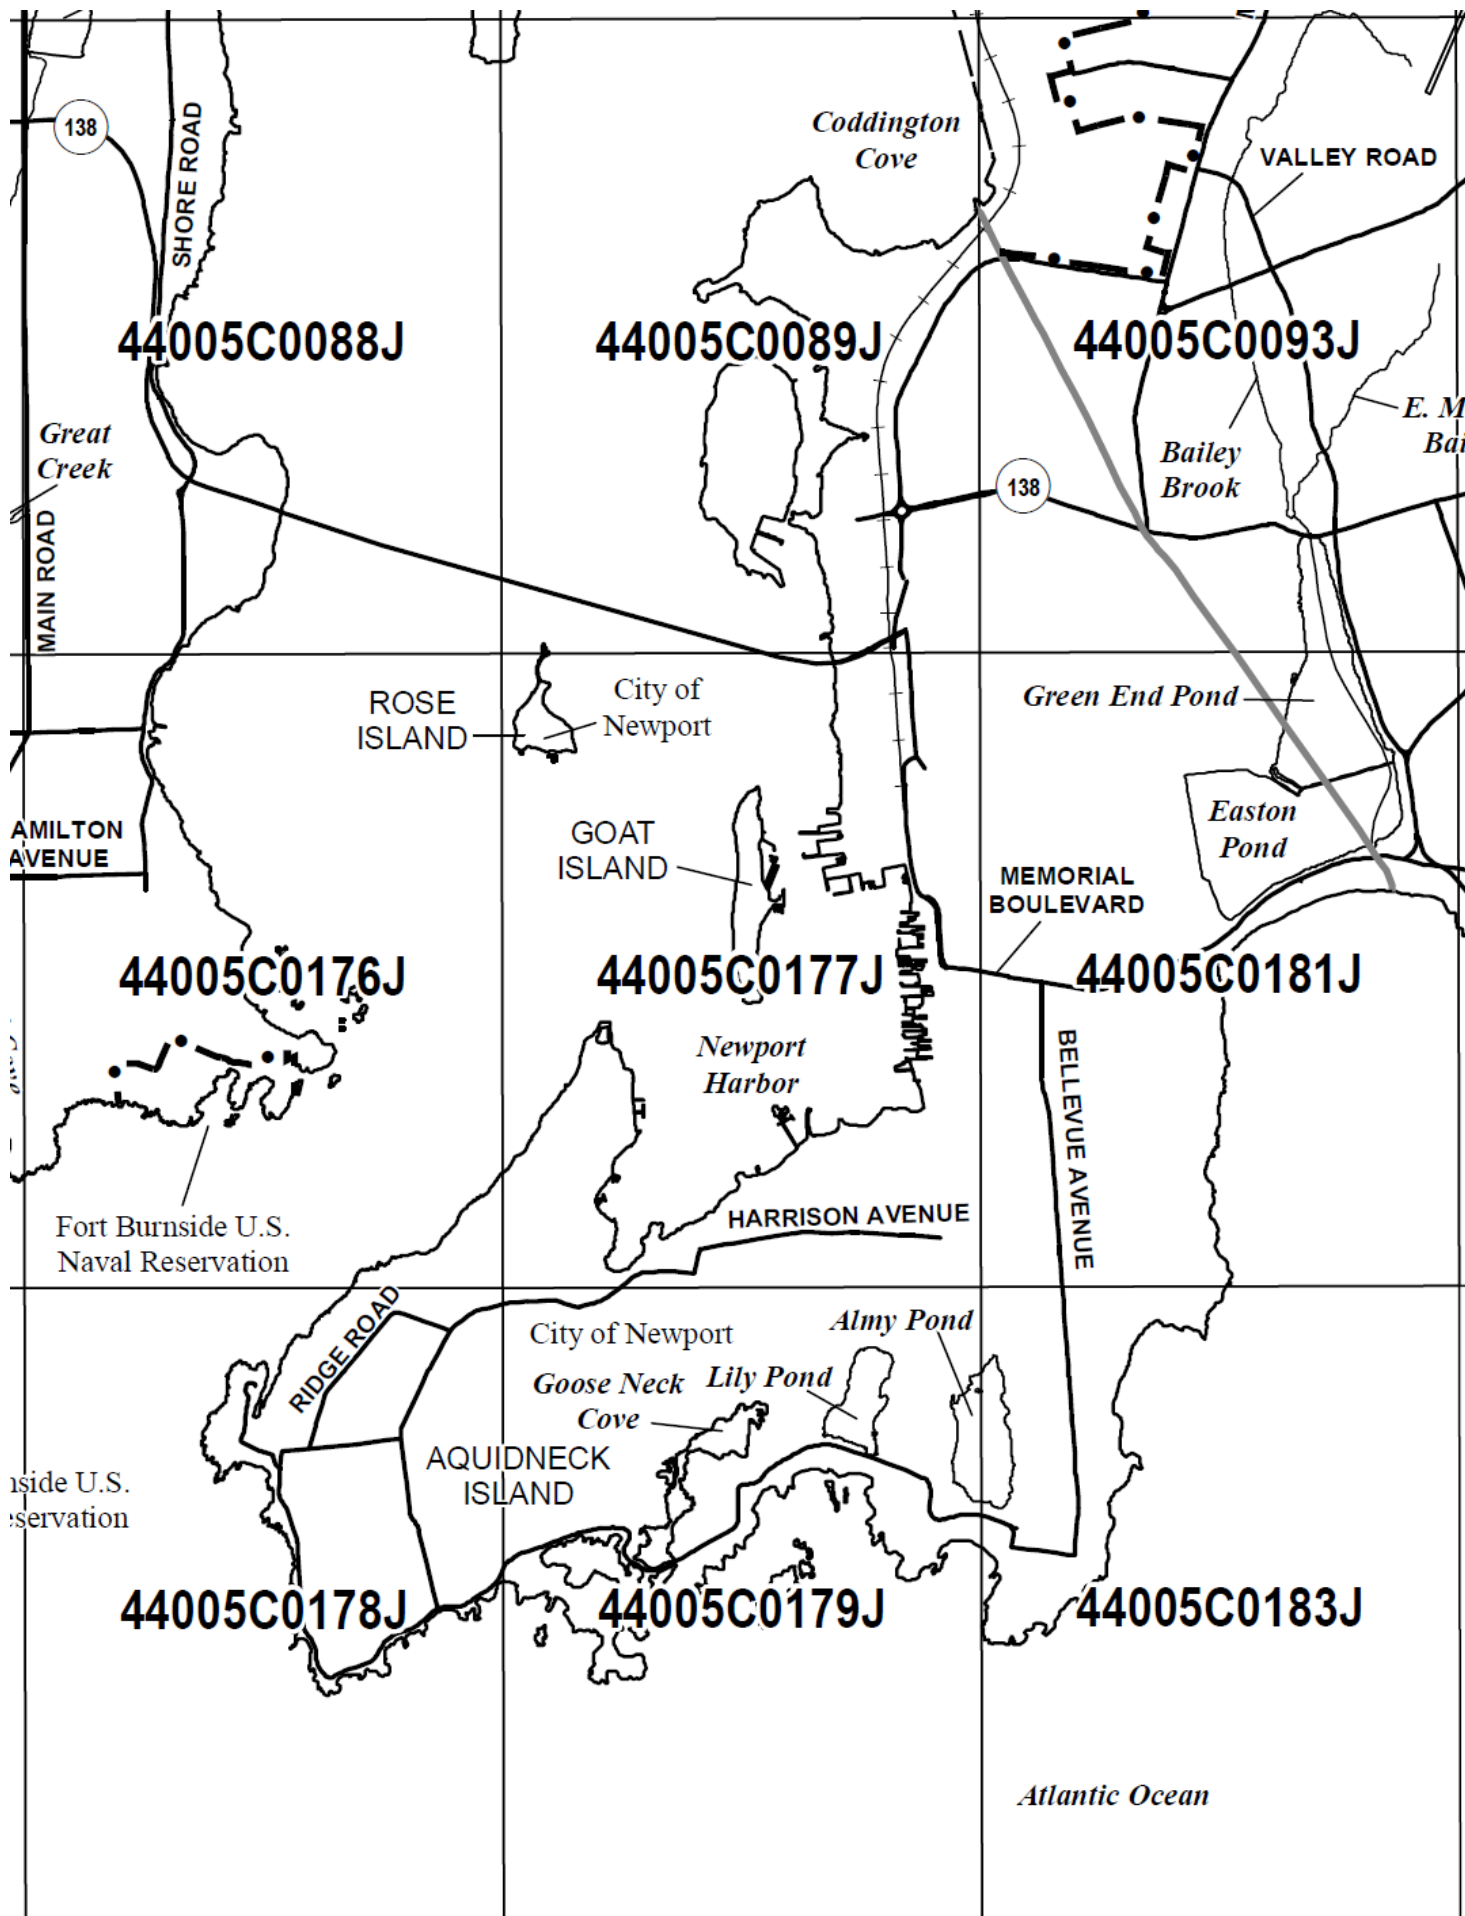 Coddington
Cove
138
SHORE ROAD
VALLEY ROAD
44005C0088J
44005C0089J
44005C0093J
Great
Creek
E. M
Bai
Bailey
Brook
138
MAIN ROAD
ROSE
ISLAND
City of
Newport
Green End Pond
AMILTON
AVENUE
GOAT
ISLAND
Easton
Pond
MEMORIAL
BOULEVARD
44005C0176J
44005C0177J
44005C0181J
Newport
Harbor
BELLEVUE AVENUE
Fort Burnside U.S.
Naval Reservation
HARRISON AVENUE
RIDGE ROAD
City of Newport
Almy Pond
Goose Neck
Cove
Lily Pond
AQUIDNECK
ISLAND
nside U.S.
eservation
44005C0178J
44005C0179J
44005C0183J
Atlantic Ocean